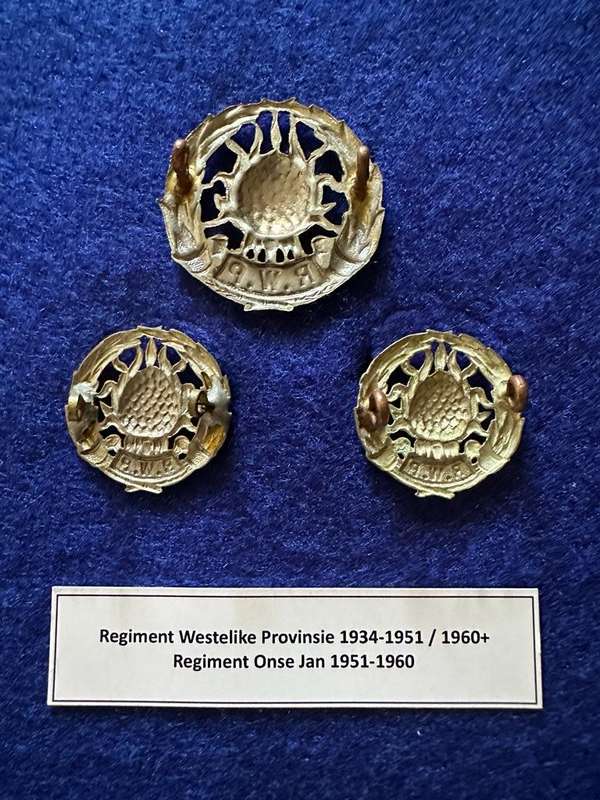 R.W.P.
R.W.P.
R.W.P.
Regiment Westelike Provinsie 1934-1951 / 1960+
Regiment Onse Jan 1951-1960